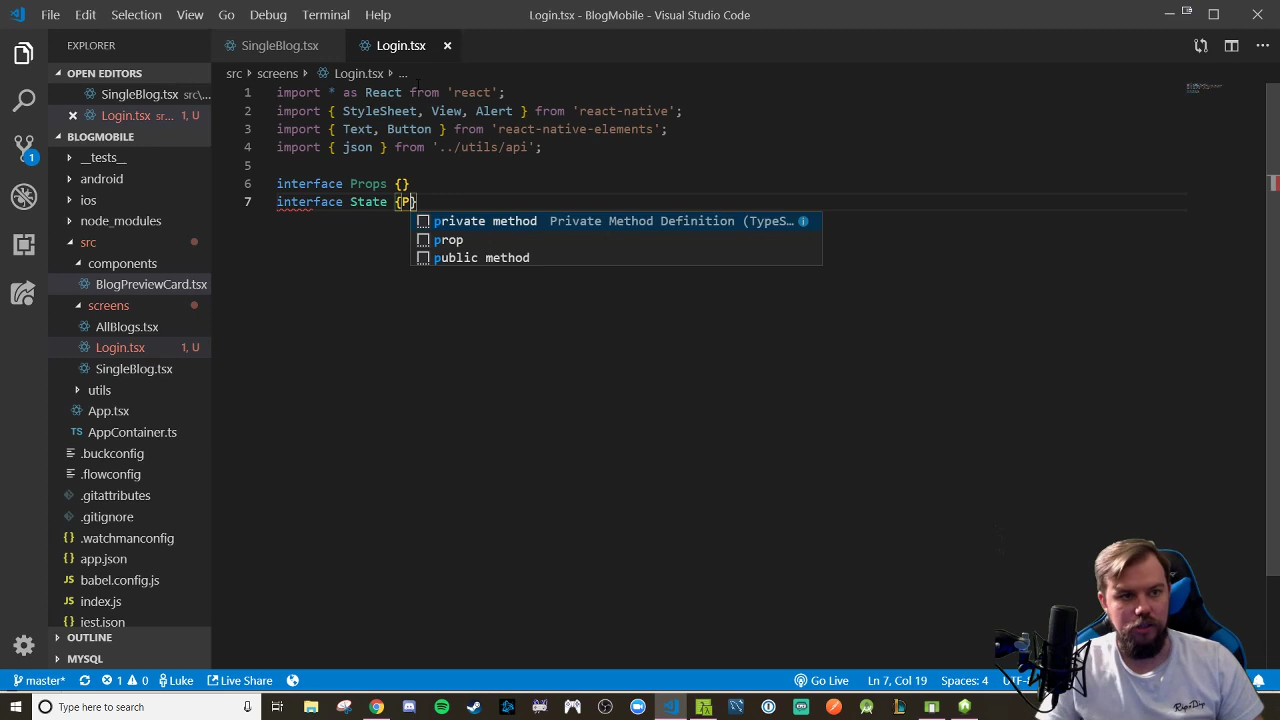 File Edit Selection View Go Debug Terminal Help
Login.tsx - BlogMobile - Visual Studio Code
EXPLORER
SingleBlog.tsx
Login.tsx
OPEN EDITORS
SingleBlog.tsx src\...
Login.tsx src... 1, U
BLOGMOBILE
__tests__
android
ios
node_modules
src
components
BlogPreviewCard.tsx
screens
AllBlogs.tsx
Login.tsx 1, U
SingleBlog.tsx
utils
App.tsx
AppContainer.ts
.buckconfig
.flowconfig
.gitattributes
.gitignore
.watchmanconfig
app.json
babel.config.js
index.js
jest.json
OUTLINE
MYSQL
src > screens > Login.tsx > ...
1 import * as React from 'react';
2 import { StyleSheet, View, Alert } from 'react-native';
3 import { Text, Button } from 'react-native-elements';
4 import { json } from '../utils/api';
5
6 interface Props {}
7 interface State {P}
private method Private Method Definition (TypeS...
prop
public method
master* 1 0 Luke Live Share
Go Live Ln 7, Col 19 Spaces: 4
Type here to search